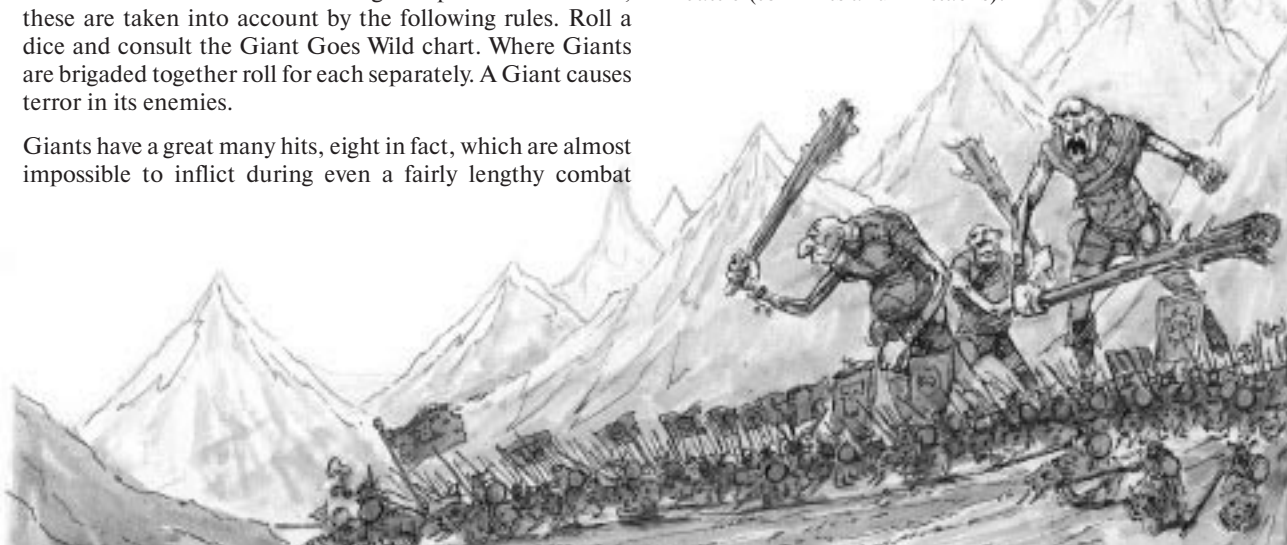 these are taken into account by the following rules. Roll a
dice and consult the Giant Goes Wild chart. Where Giants
are brigaded together roll for each separately. A Giant causes
terror in its enemies.
Giants have a great many hits, eight in fact, which are almost
impossible to inflict during even a fairly lengthy combat